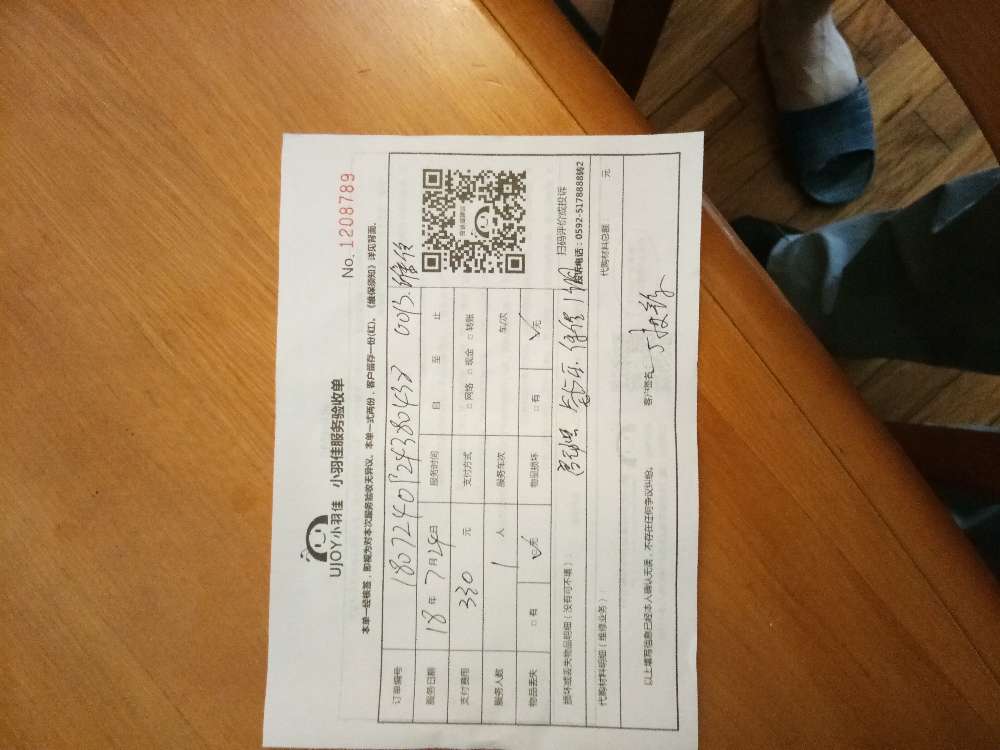 No. 1208789
UJOY小羽佳 小羽佳服务验收单
本单一经核签，即视为对本次服务验收无异议。本单一式两份，客户留存一份(红)。《维保须知》详见背面。
订单编号
服务日期 18 年 7 月 24 日 服务时间 自 至 止
支付费用 330 元 支付方式 □ 网络 □ 现金 □ 转账
服务人数 1 人 服务车次 车/次
物品丢失 □ 有 ☑无 物品损坏 □ 有 ☑无
扫码评价或投诉
投诉电话：0592-5178888转2
损坏或丢失物品明细（没有可不填）：
代购材料明细（维修业务）： 代购材料总额： 元
以上填写信息已经本人确认无误，不存在任何争议纠纷。 客户签名